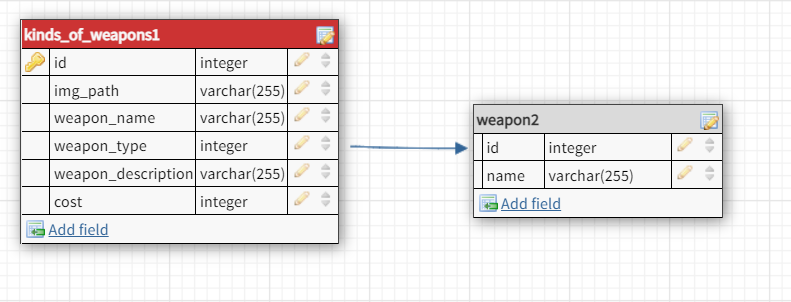 kinds_of_weapons1
id integer
img_path varchar(255)
weapon_name varchar(255)
weapon_type integer
weapon_description varchar(255)
cost integer
Add field
weapon2
id integer
name varchar(255)
Add field